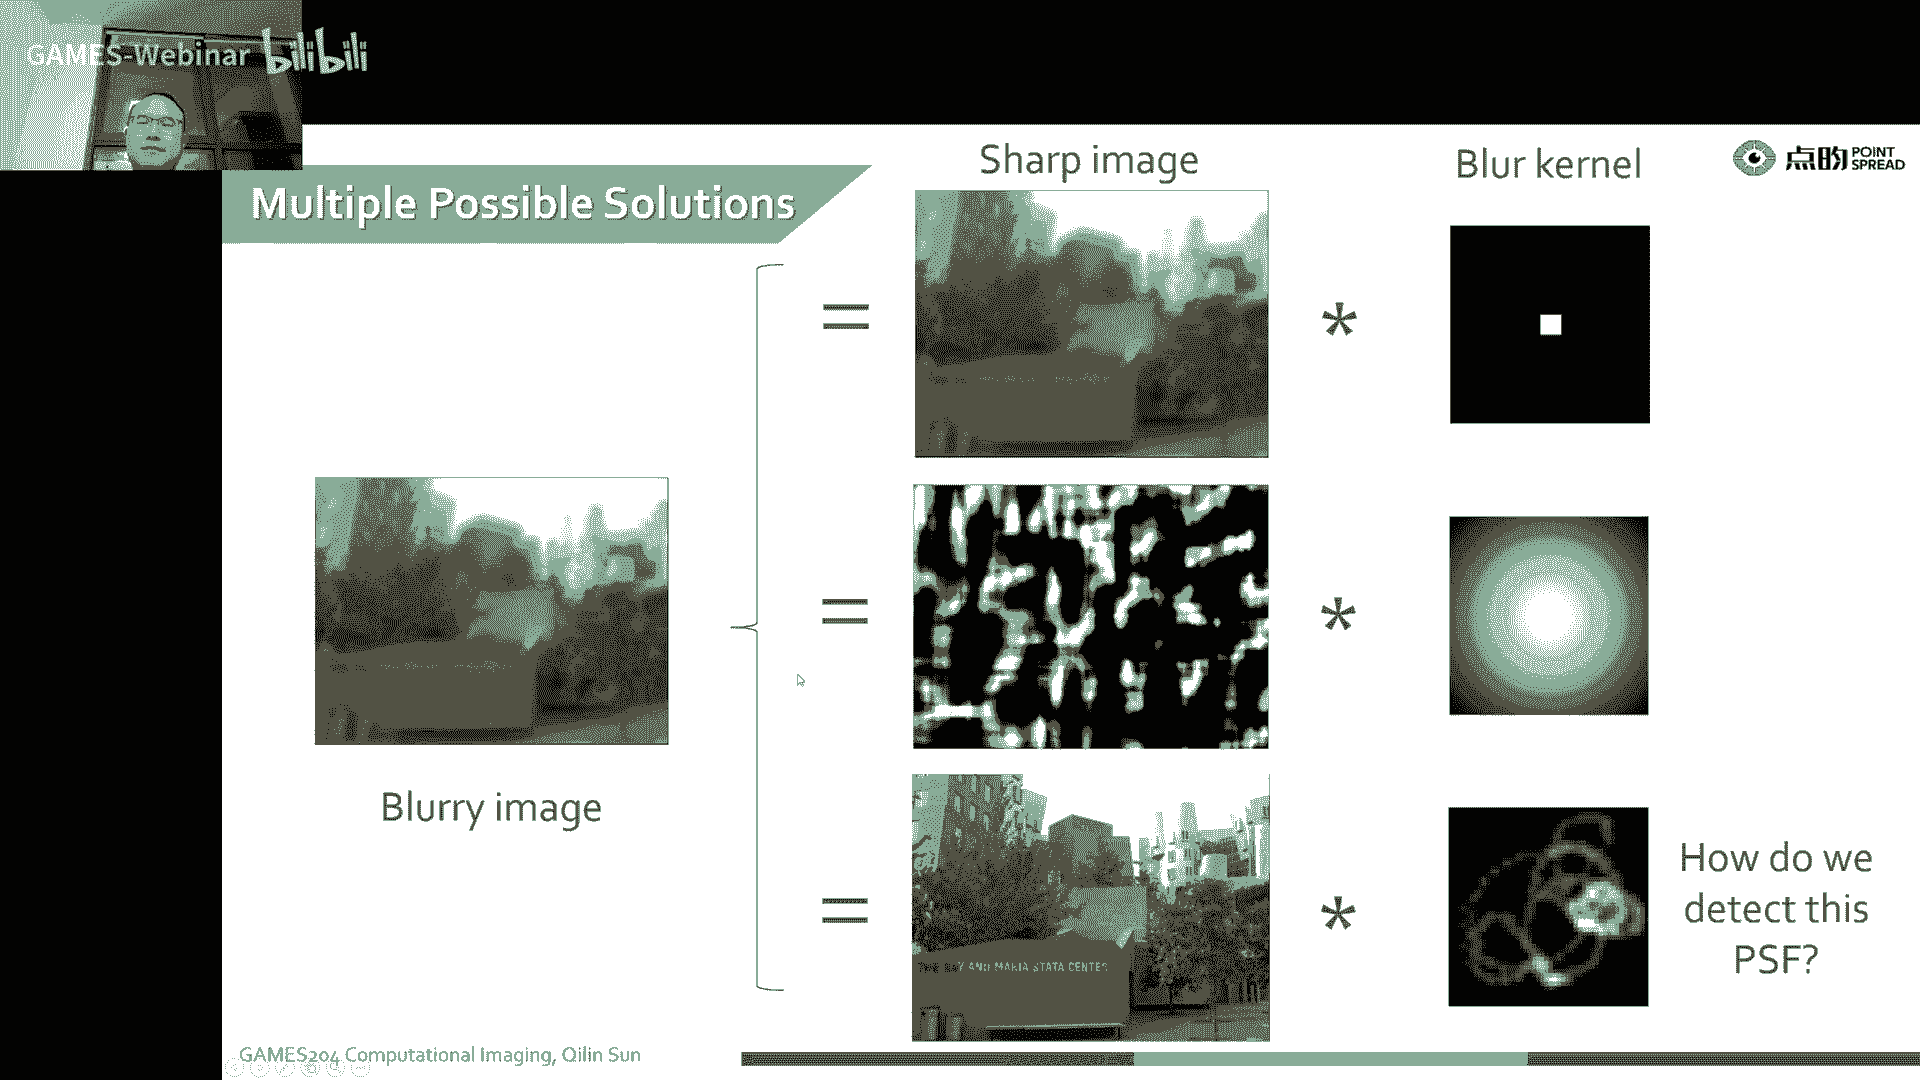 GAMES-Webinar bilibili
Sharp image
Blur kernel
点昀 POINT
SPREAD
Multiple Possible Solutions
=
*
=
*
Blurry image
=
*
THE RAY AND MARIA STATA CENTER
How do we
detect this
PSF?
GAMES204 Computational Imaging, Qilin Sun